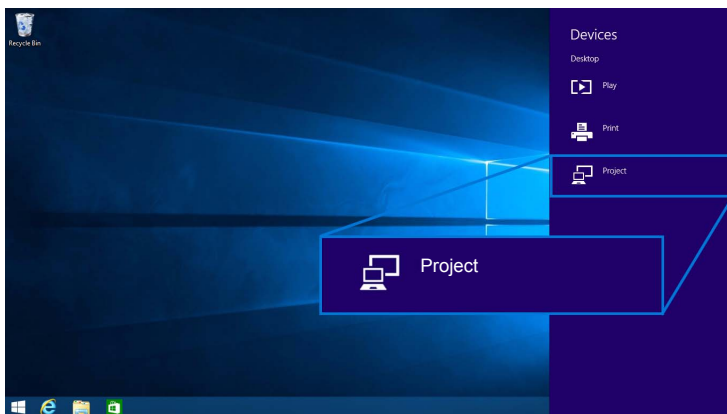 Recycle Bin
Devices
Desktop
Play
Print
Project
Project